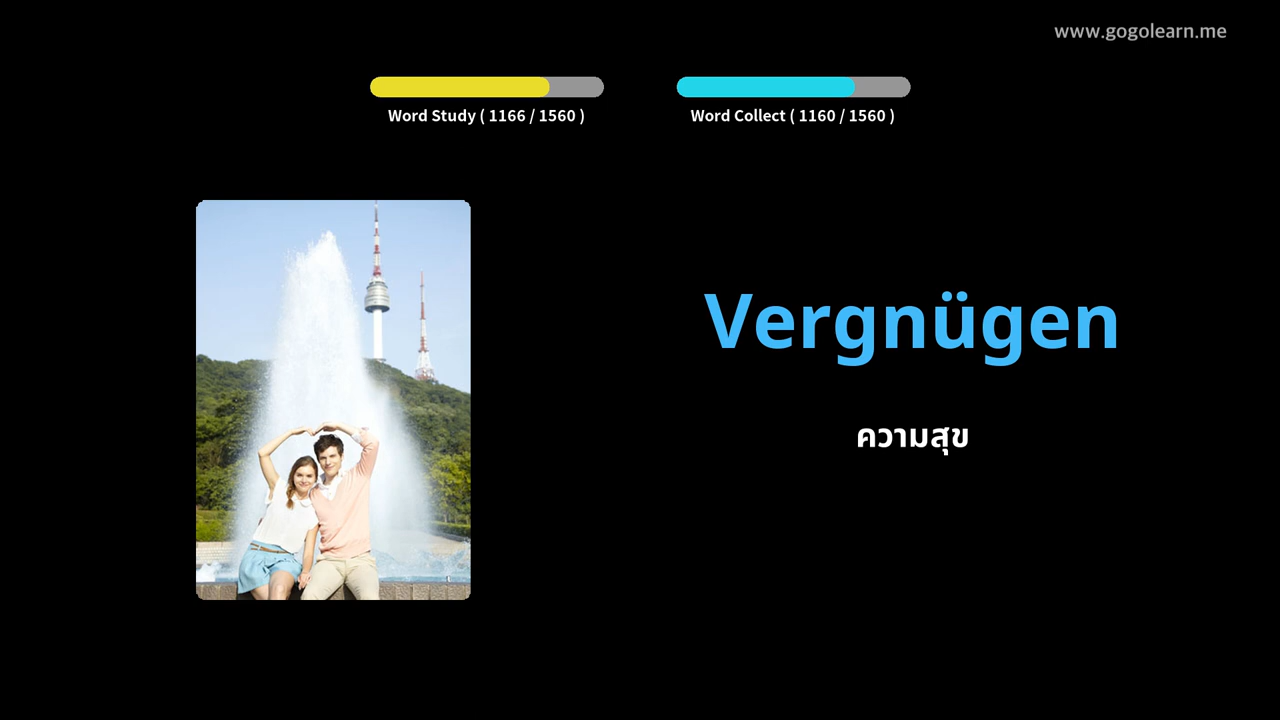 www.gogolearn.me
Word Study ( 1166 / 1560 )
Word Collect ( 1160 / 1560 )
Vergnügen
ความสุข